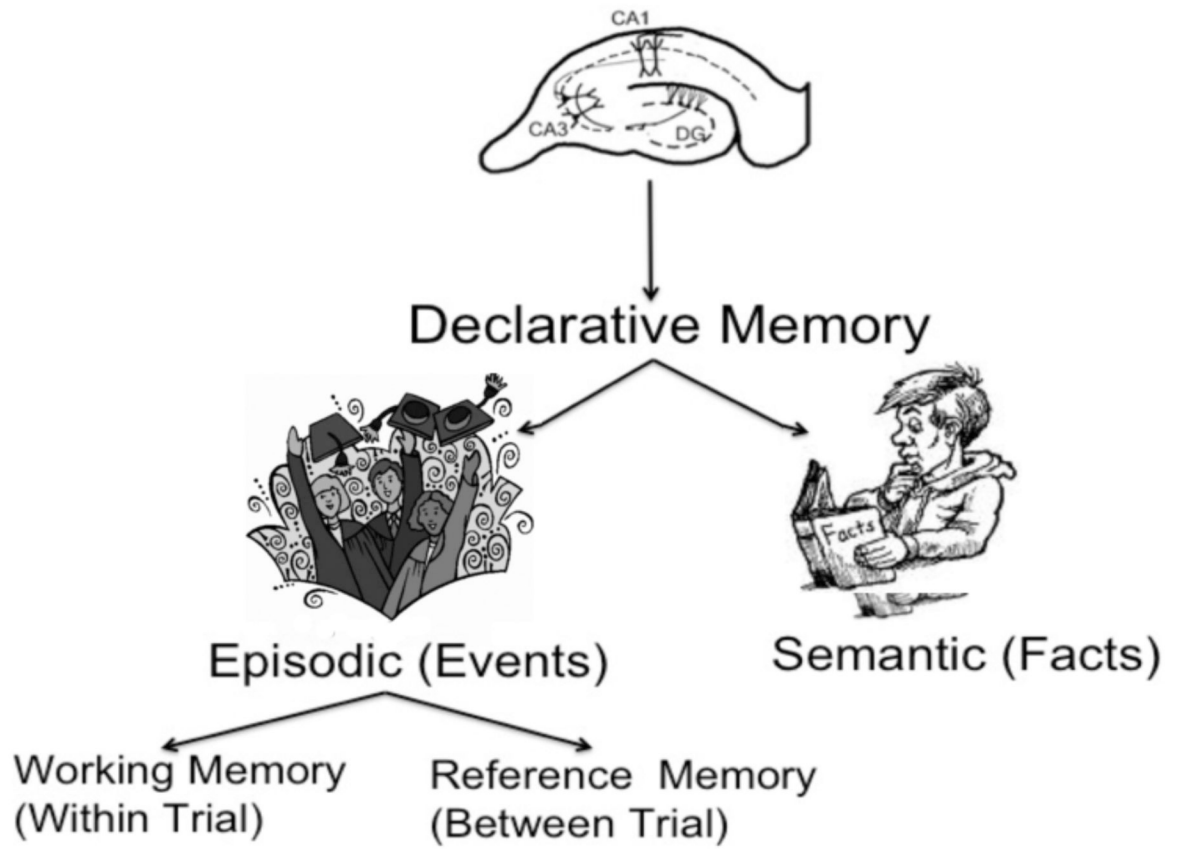 CA1
CA3
DG
Declarative Memory
Facts
Episodic (Events)
Semantic (Facts)
Working Memory
(Within Trial)
Reference Memory
(Between Trial)